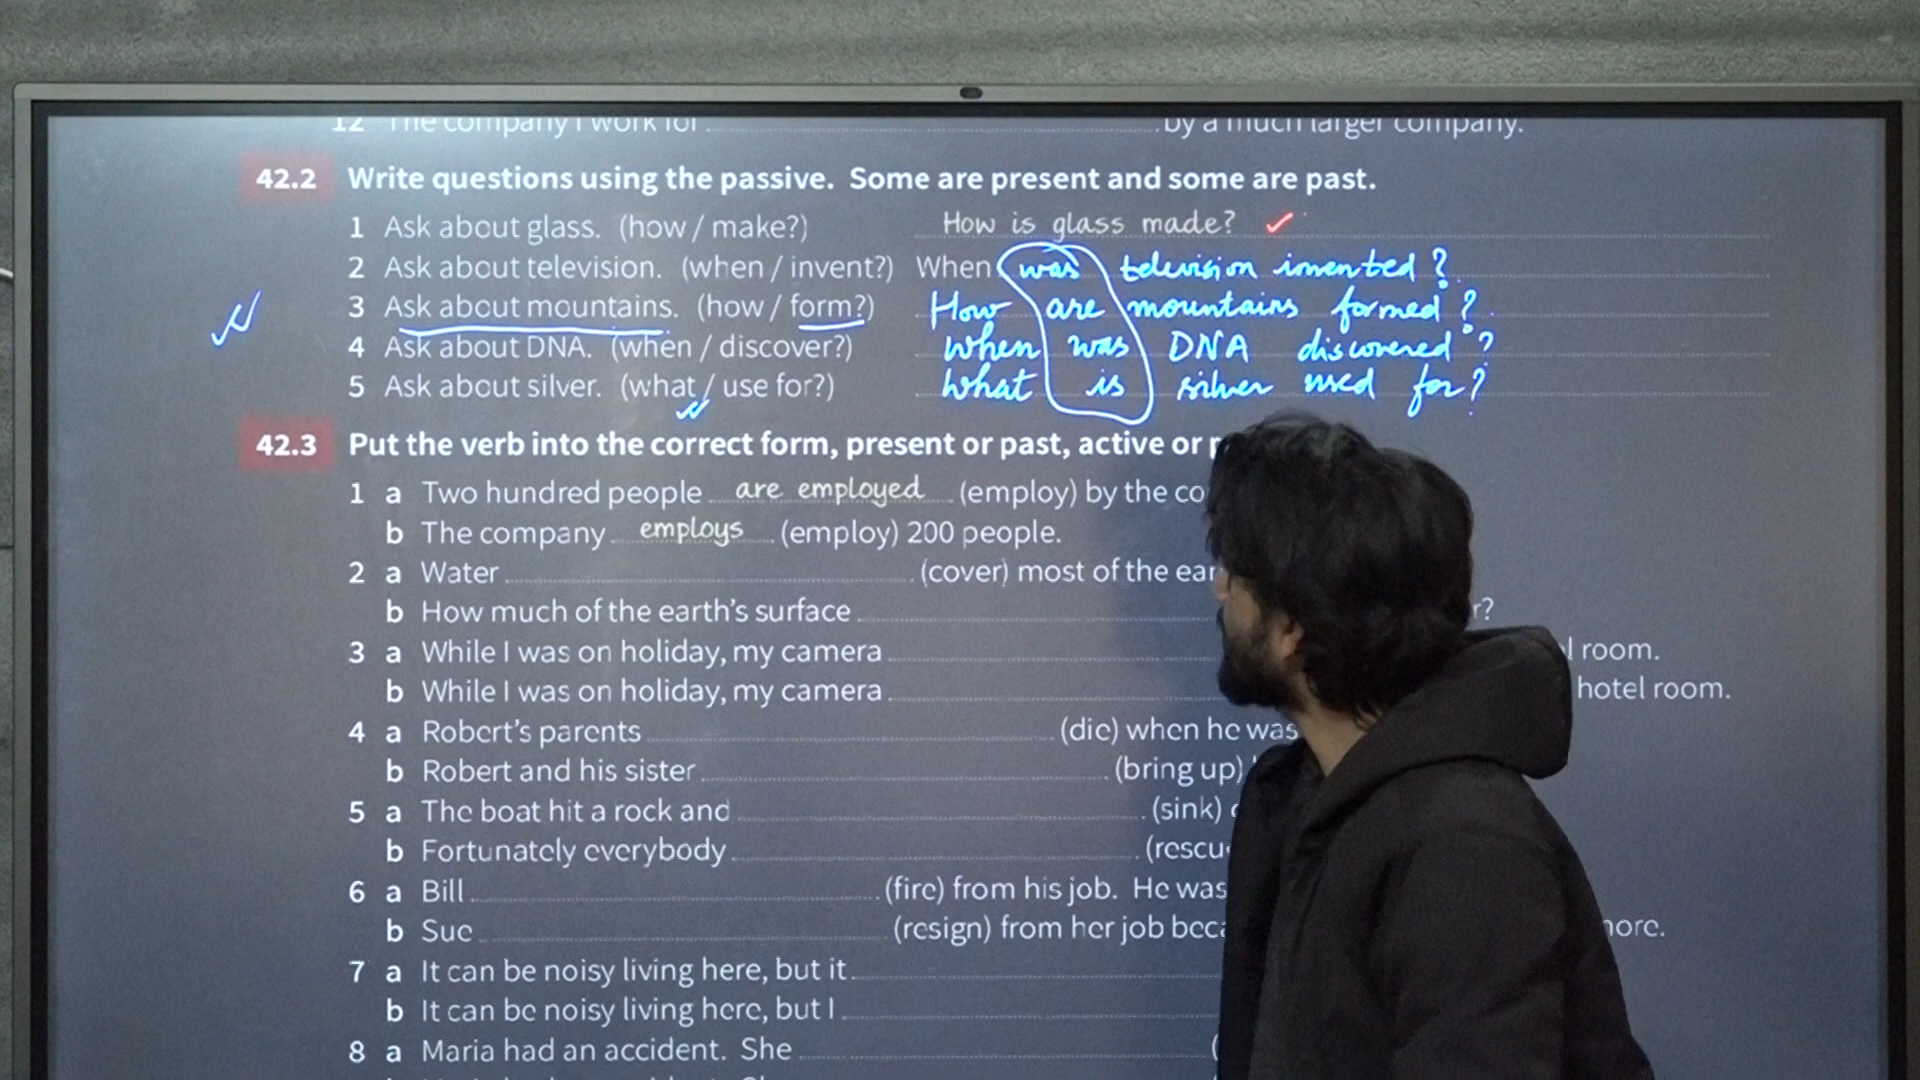 12 The company I work for by a much larger company.
42.2 Write questions using the passive. Some are present and some are past.
1 Ask about glass. (how / make?) How is glass made?
2 Ask about television. (when / invent?) When was television invented?
3 Ask about mountains. (how / form?) How are mountains formed?
4 Ask about DNA. (when / discover?) When was DNA discovered?
5 Ask about silver. (what / use for?) What is silver used for?
42.3 Put the verb into the correct form, present or past, active or
1 a Two hundred people are employed (employ) by the
b The company employs (employ) 200 people.
2 a Water (cover) most of the
b How much of the earth's surface
3 a While I was on holiday, my camera room.
b While I was on holiday, my camera hotel room.
4 a Robert's parents (die) when he was
b Robert and his sister (bring up)
5 a The boat hit a rock and (sink)
b Fortunately everybody
6 a Bill (fire) from his job. He was
b Sue (resign) from her job
7 a It can be noisy living here, but it
b It can be noisy living here, but I
8 a Maria had an accident. She